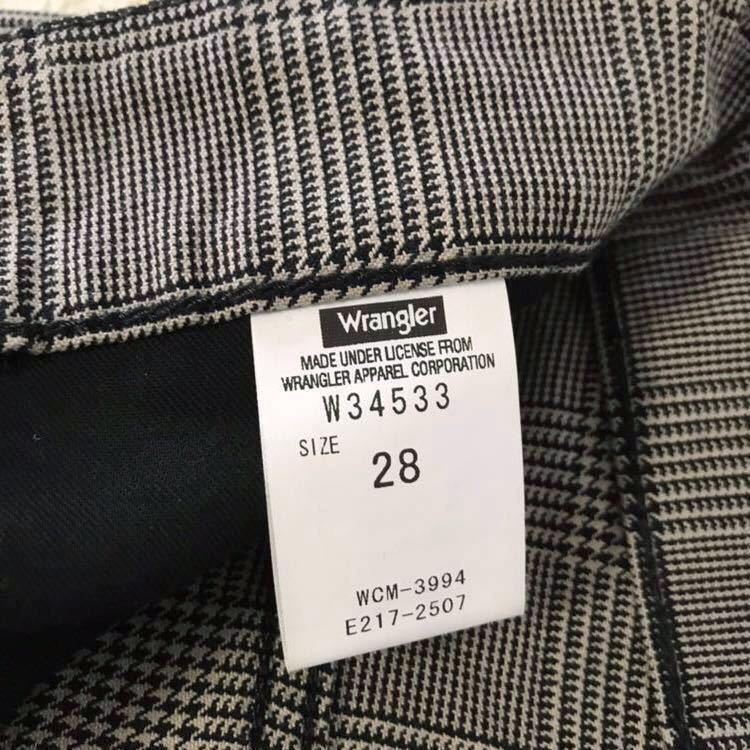 Wrangler
MADE UNDER LICENSE FROM
WRANGLER APPAREL CORPORATION
W34533
SIZE
28
WCM-3994
E217-2507